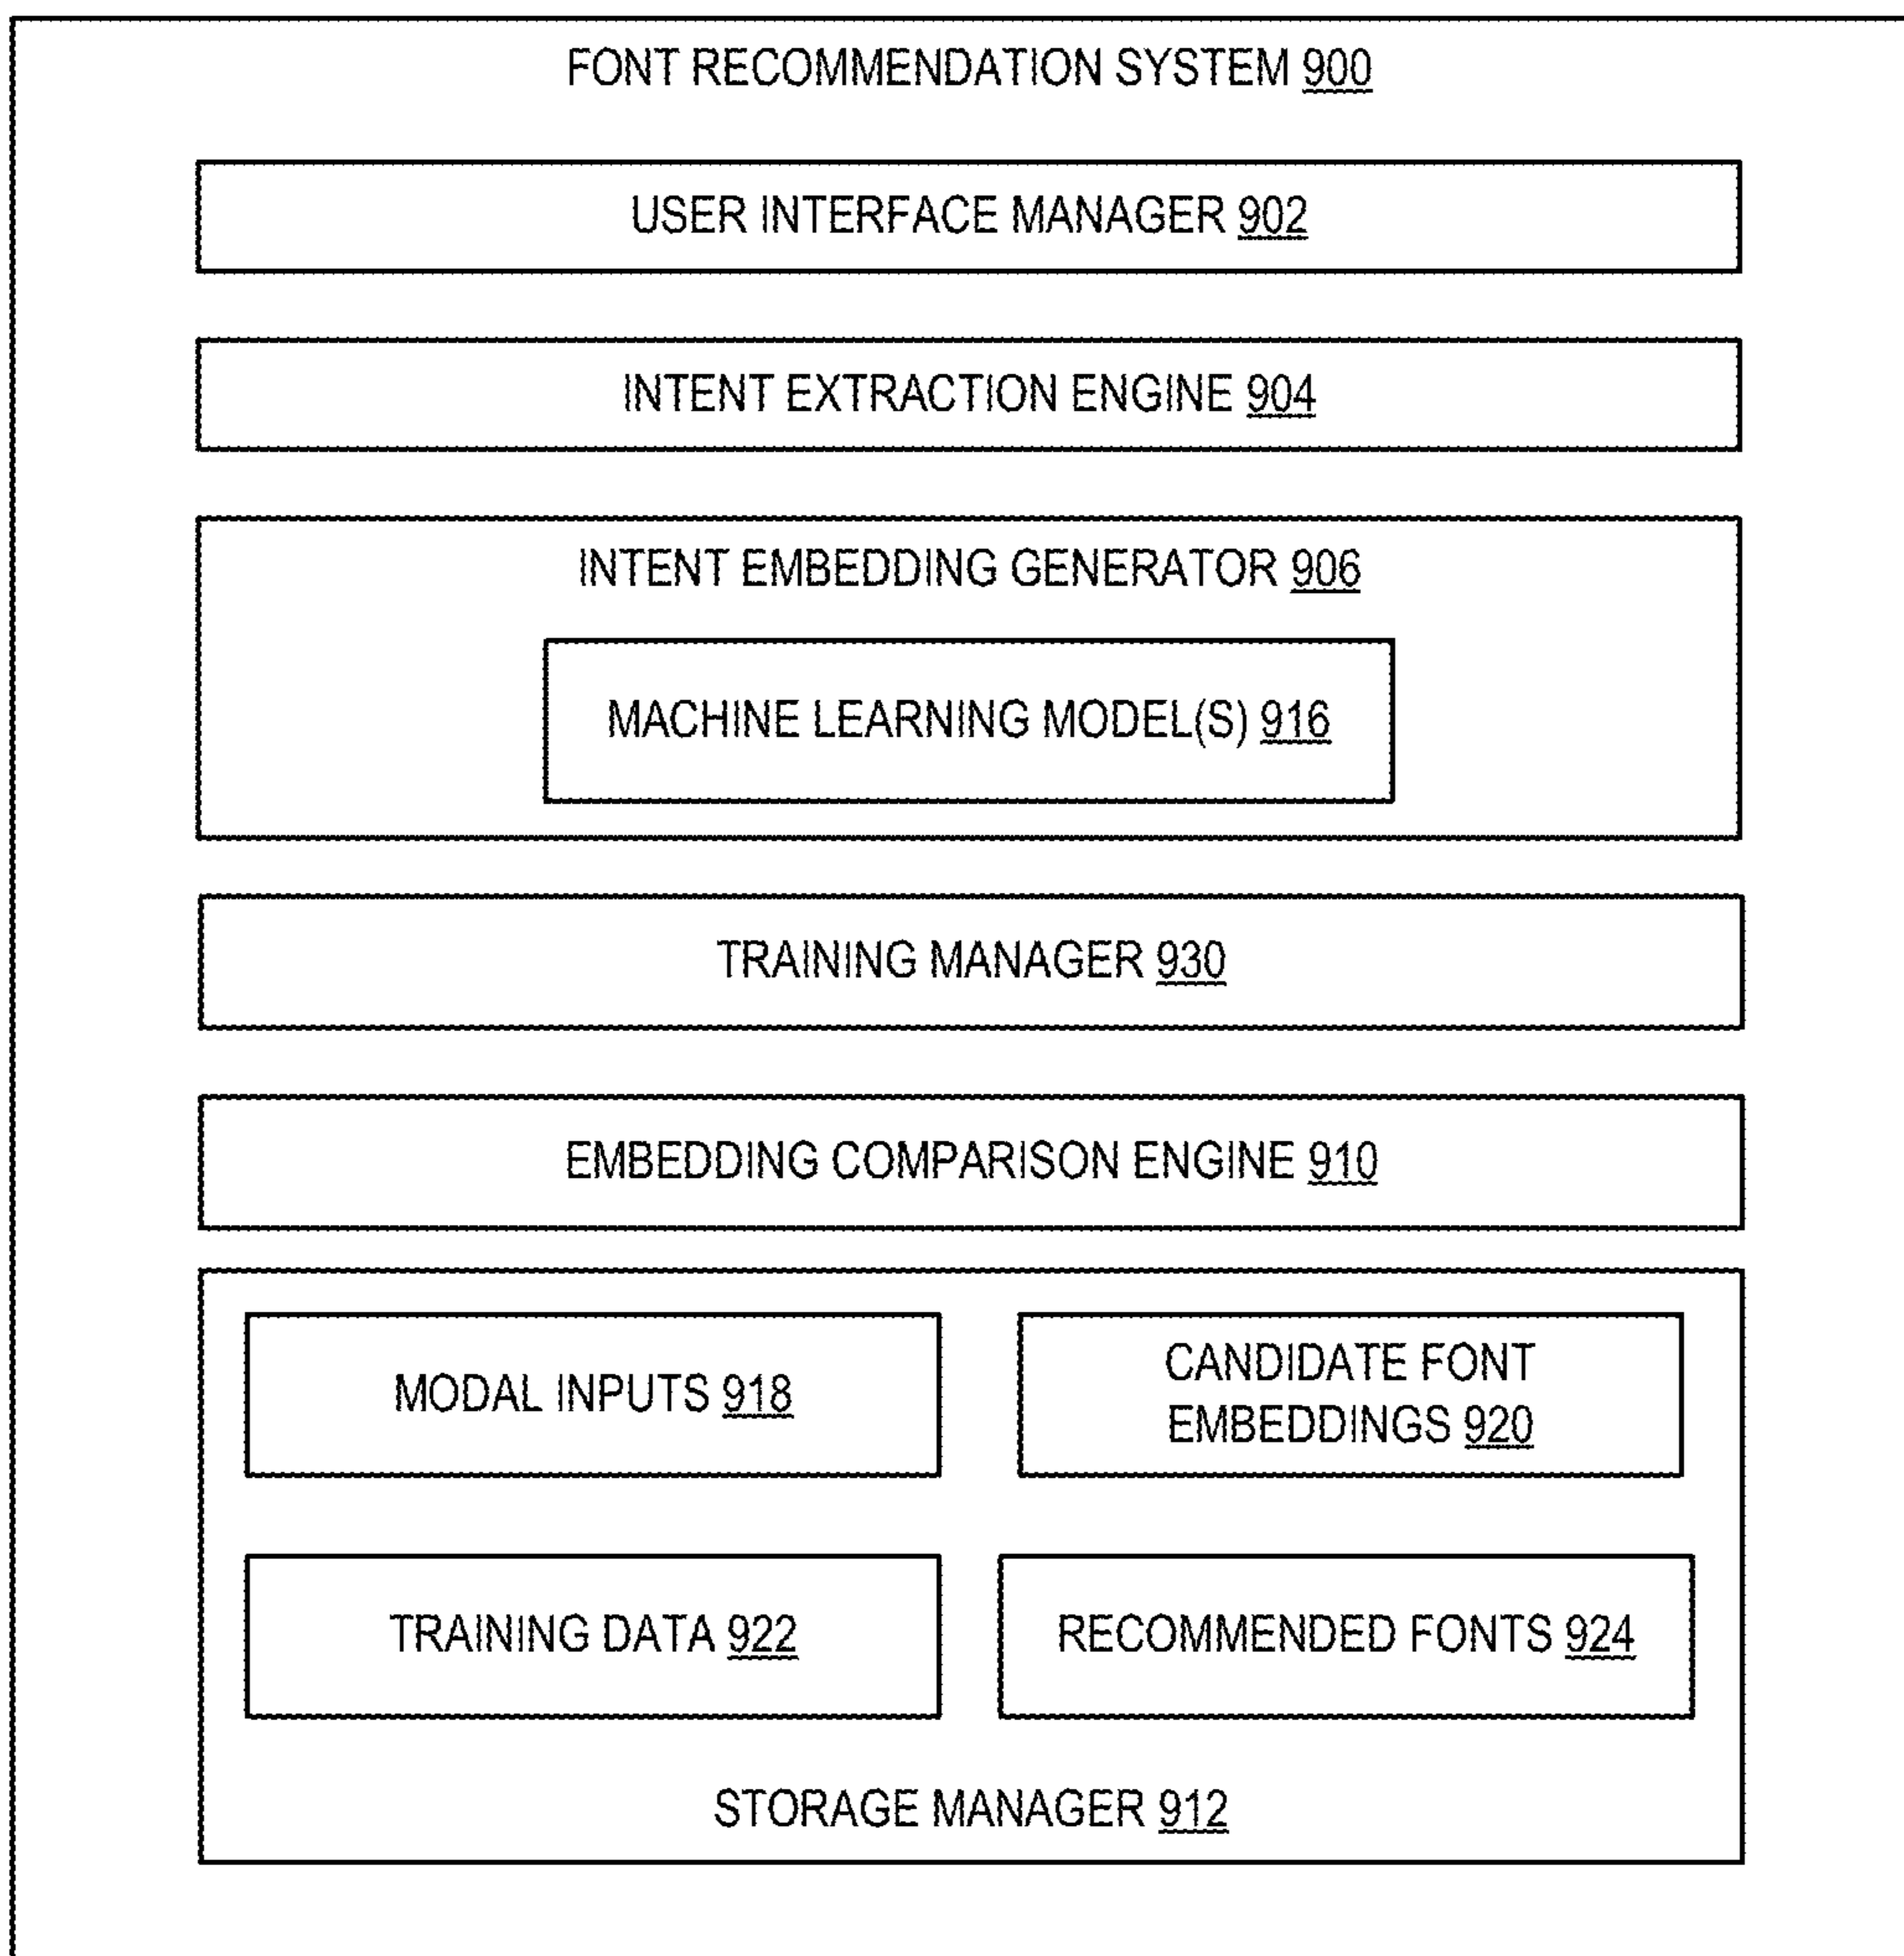 FONT RECOMMENDATION SYSTEM 900
USER INTERFACE MANAGER 902
INTENT EXTRACTION ENGINE 904
INTENT EMBEDDING GENERATOR 906
MACHINE LEARNING MODEL(S) 916
TRAINING MANAGER 930
EMBEDDING COMPARISON ENGINE 910
MODAL INPUTS 918
CANDIDATE FONT
EMBEDDINGS 920
TRAINING DATA 922
RECOMMENDED FONTS 924
STORAGE MANAGER 912